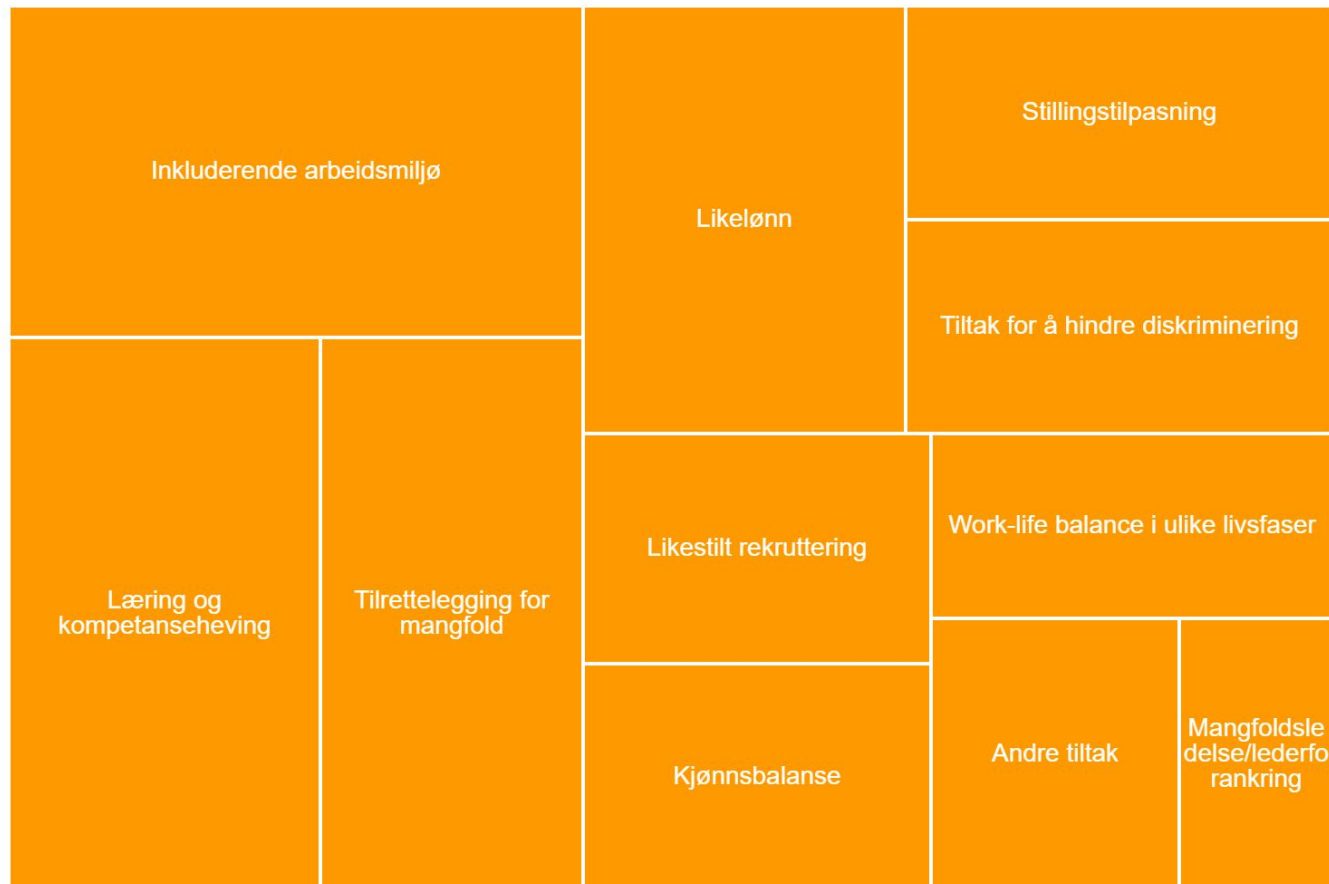 Inkluderende arbeidsmiljø
Læring og
kompetanseheving
Tilrettelegging for
mangfold
Likelønn
Stillingstilpasning
Tiltak for å hindre diskriminering
Likestilt rekruttering
Kjønnsbalanse
Work-life balance i ulike livsfaser
Andre tiltak
Mangfoldsle
delse/lederfo
rankring